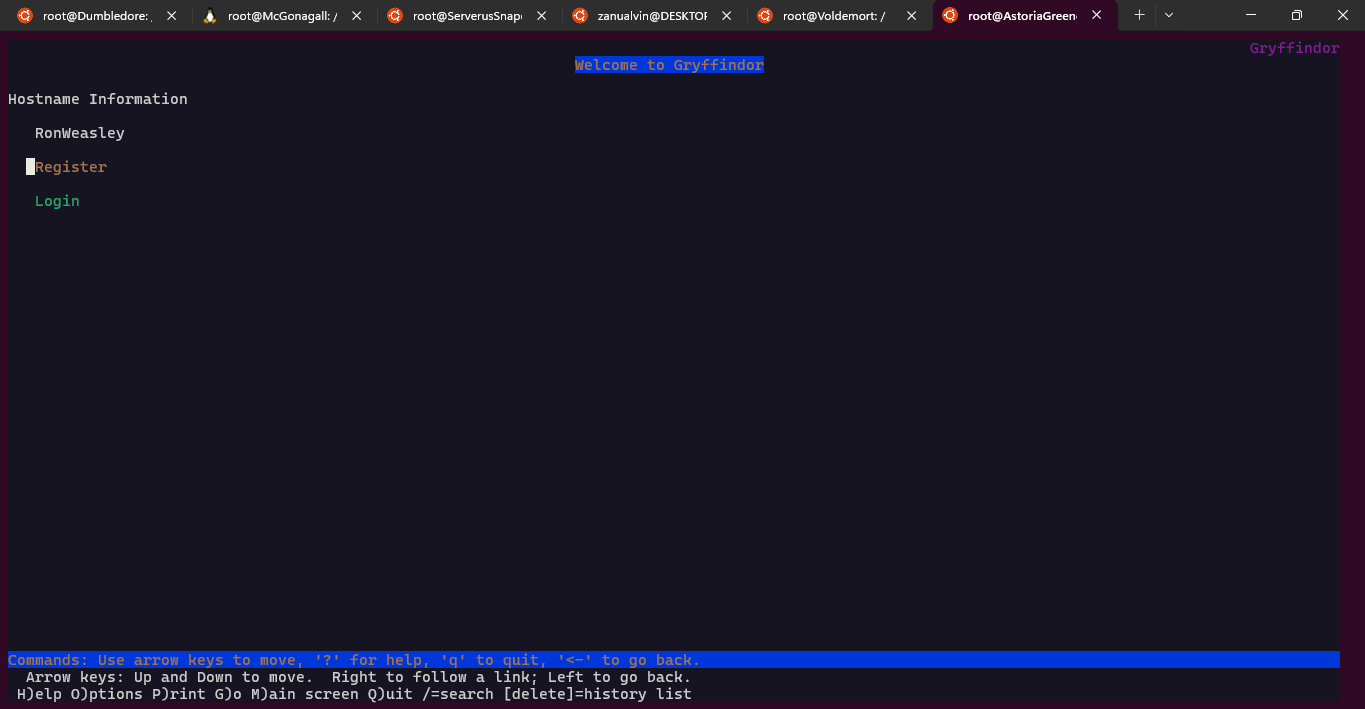 root@Dumbledore: /
root@McGonagall: /
root@ServerusSnap
zanualvin@DESKTOP
root@Voldemort: /
root@AstoriaGreen
Gryffindor
Welcome to Gryffindor
Hostname Information
RonWeasley
Register
Login
Commands: Use arrow keys to move, '?' for help, 'q' to quit, '<-' to go back.
Arrow keys: Up and Down to move. Right to follow a link; Left to go back.
H)elp O)ptions P)rint G)o M)ain screen Q)uit /=search [delete]=history list